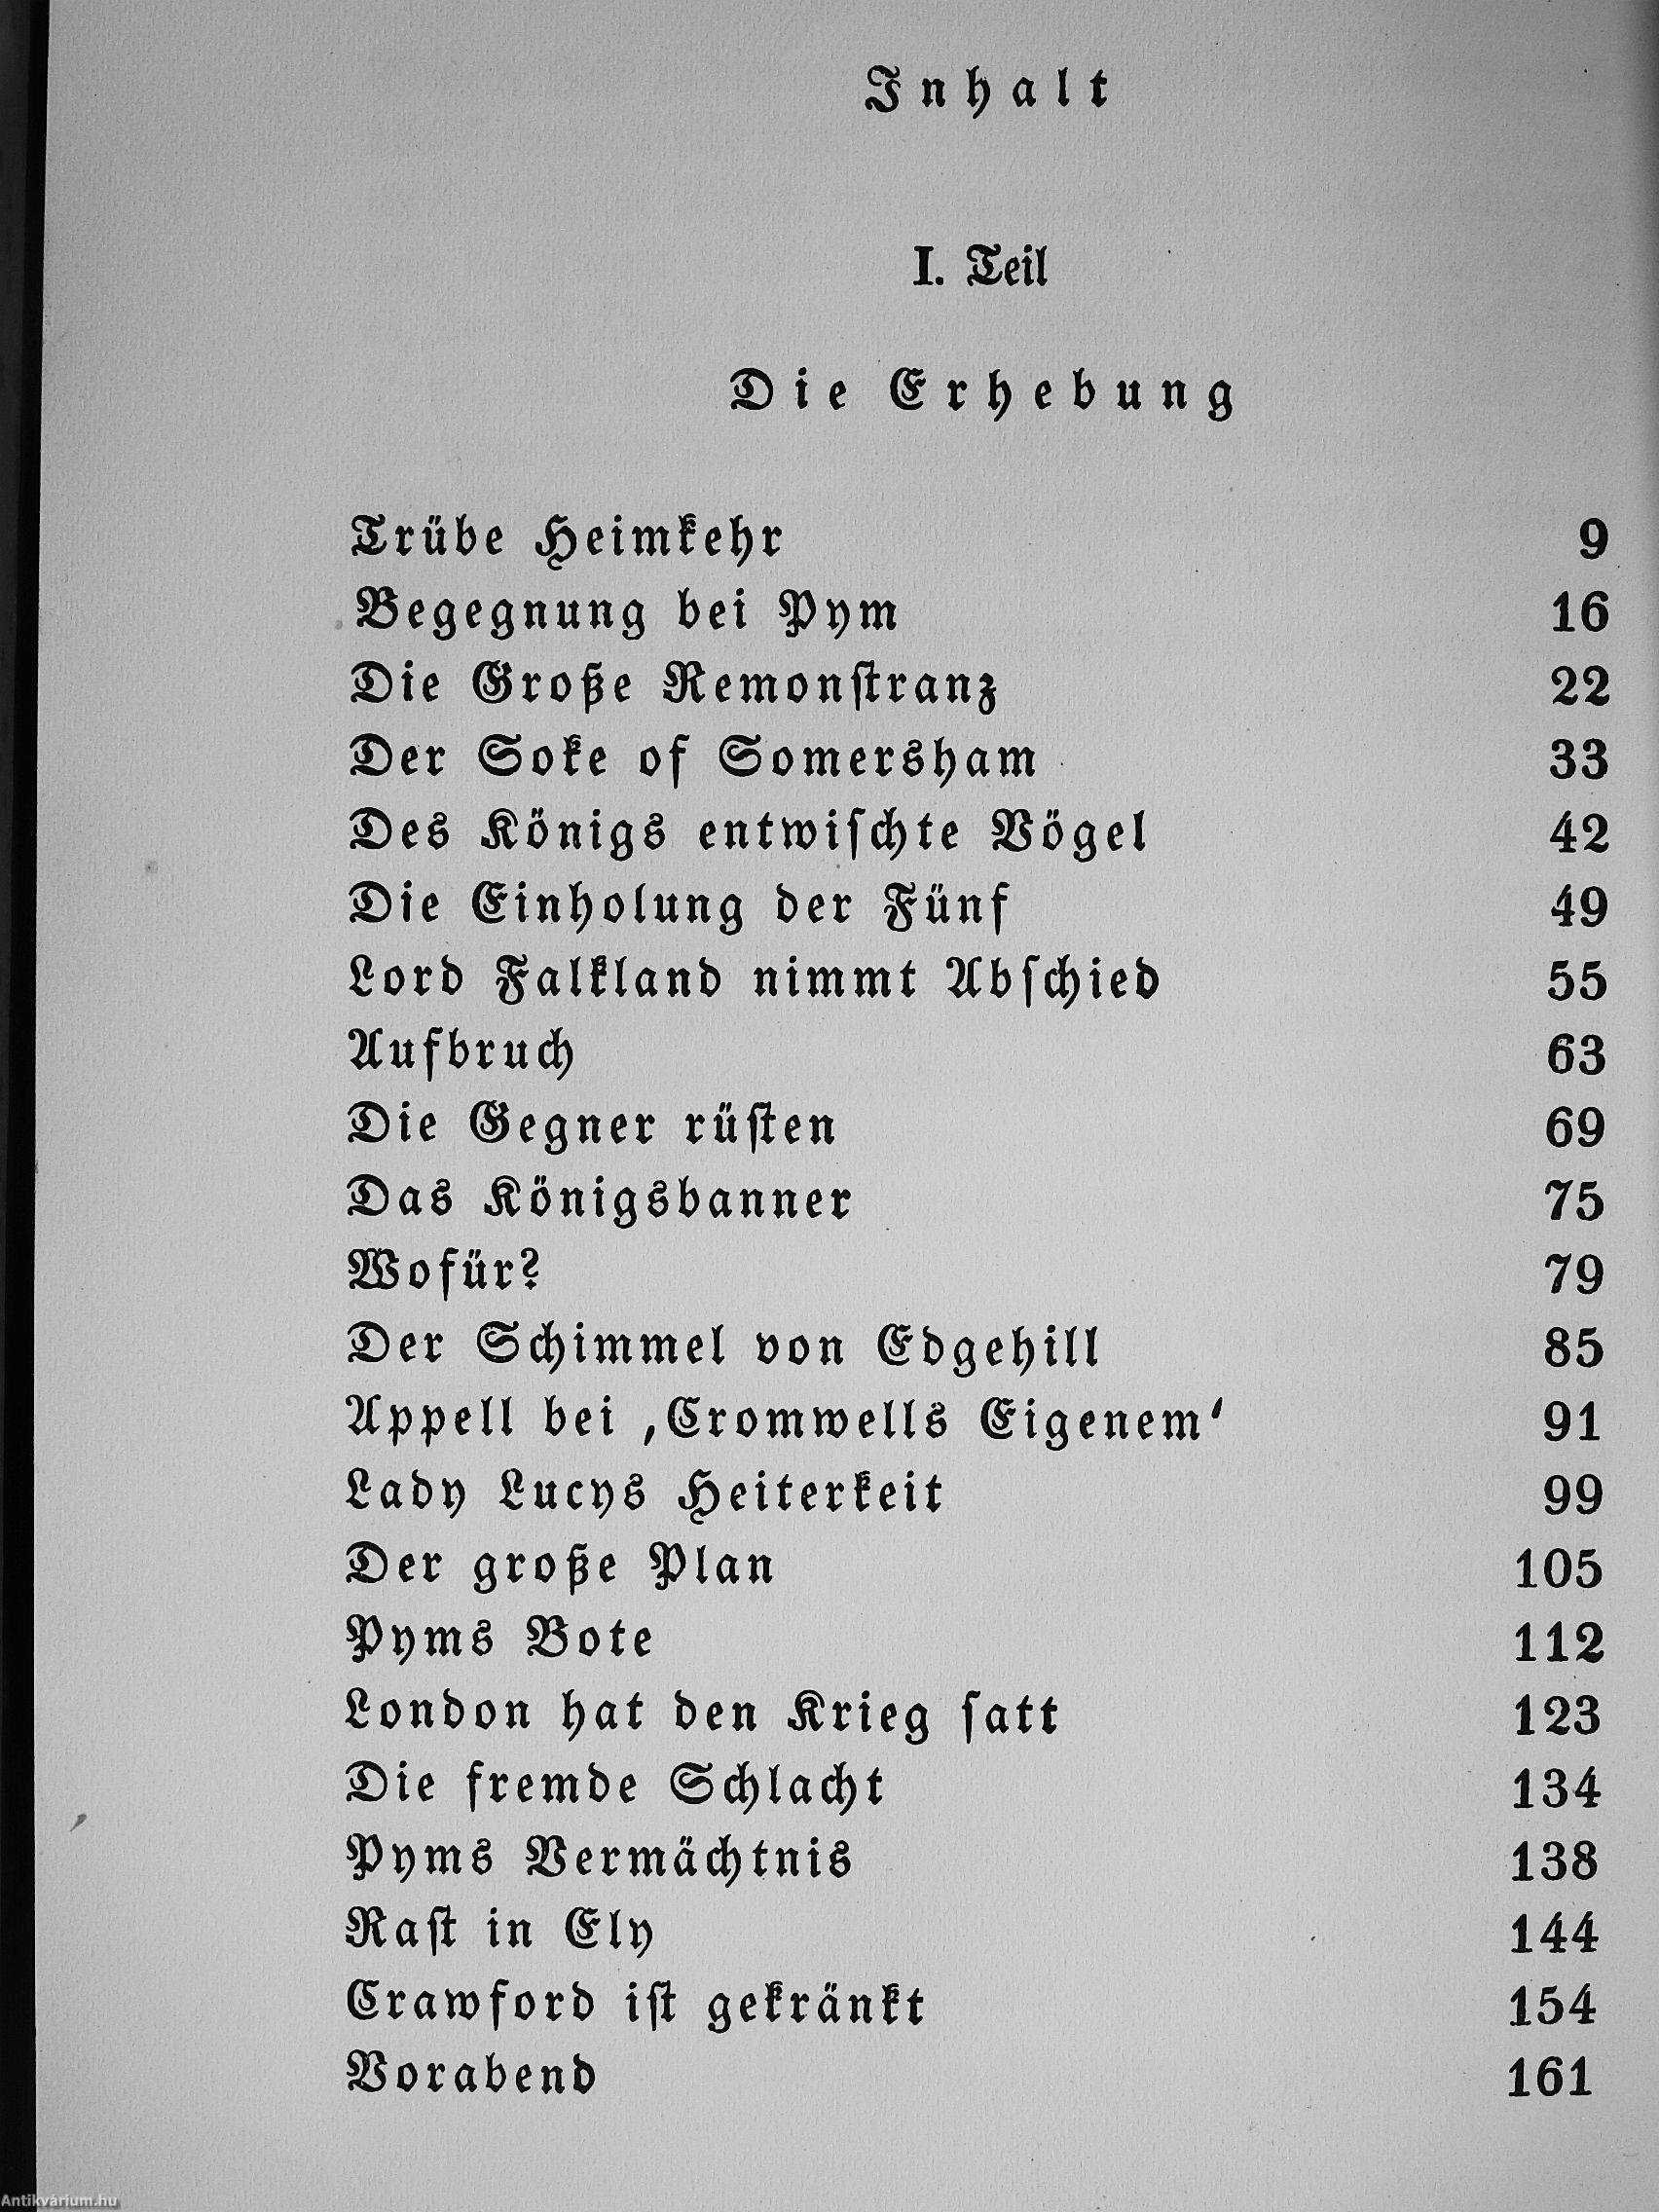 Inhalt
I. Teil
Die Erhebung
Trübe Heimkehr 9
Begegnung bei Pym 16
Die Große Remonſtranz 22
Der Soke of Somersham 33
Des Königs entwiſchte Vögel 42
Die Einholung der Fünf 49
Lord Falkland nimmt Abſchied 55
Aufbruch 63
Die Gegner rüſten 69
Das Königsbanner 75
Wofür? 79
Der Schimmel von Edgehill 85
Appell bei ‚Cromwells Eigenem‘ 91
Lady Lucys Heiterkeit 99
Der große Plan 105
Pyms Bote 112
London hat den Krieg ſatt 123
Die fremde Schlacht 134
Pyms Vermächtnis 138
Raſt in Ely 144
Crawford iſt gekränkt 154
Vorabend 161
Antikvárium.hu